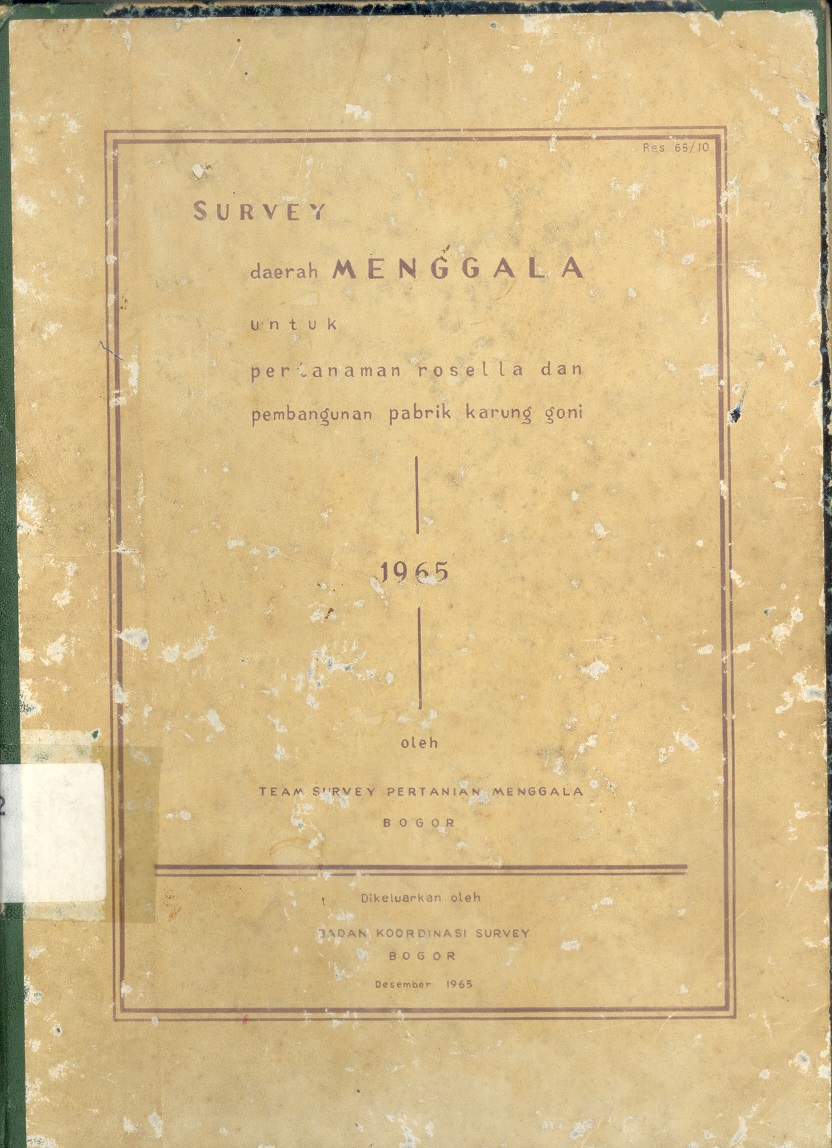 Res 65/10
SURVEY
daerah MENGGALA
untuk
pertanaman rosella dan
pembangunan pabrik karung goni
1965
oleh
TEAM SURVEY PERTANIAN MENGGALA
BOGOR
Dikeluarkan oleh
BADAN KOORDINASI SURVEY
BOGOR
Desember 1965
2